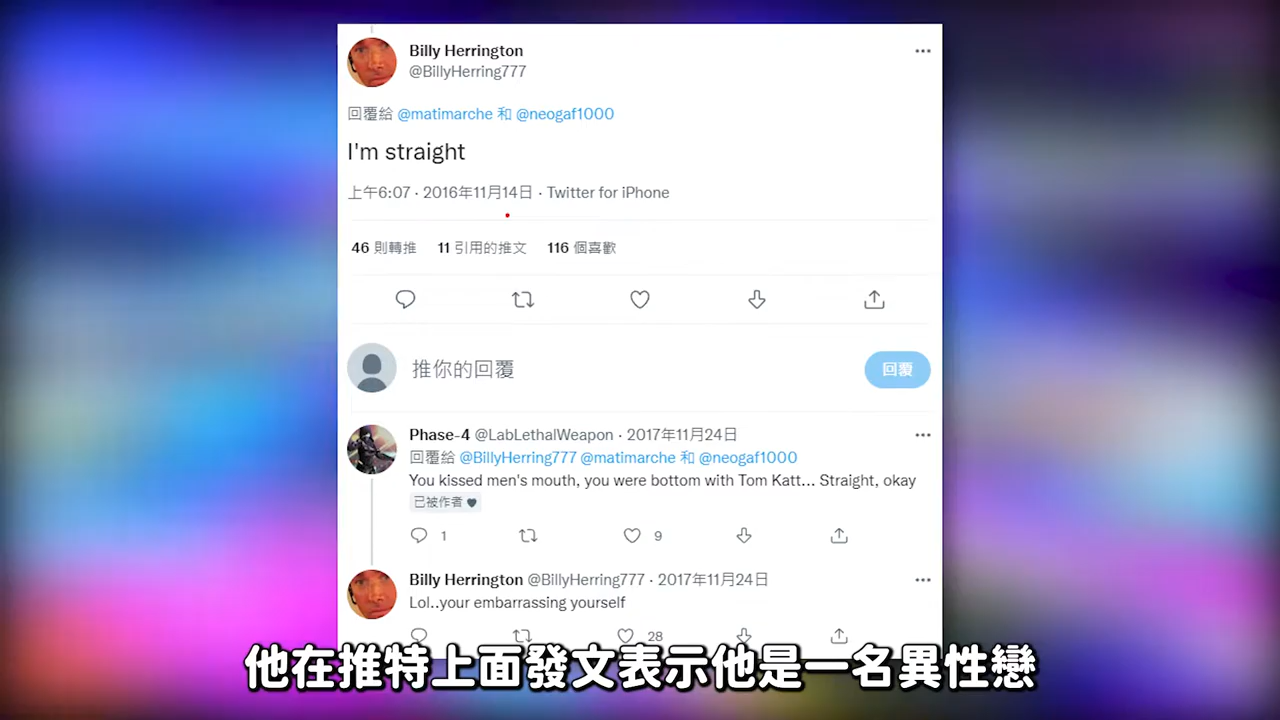 Billy Herrington
@BillyHerring777
回覆給 @matimarche 和 @neogaf1000
I'm straight
上午6:07 · 2016年11月14日 · Twitter for iPhone
46 則轉推 11 引用的推文 116 個喜歡
推你的回覆 回覆
Phase-4 @LabLethalWeapon · 2017年11月24日
回覆給 @BillyHerring777 @matimarche 和 @neogaf1000
You kissed men's mouth, you were bottom with Tom Katt... Straight, okay
已被作者♥
1 9
Billy Herrington @BillyHerring777 · 2017年11月24日
Lol..your embarrassing yourself
28
他在推特上面發文表示他是一名異性戀